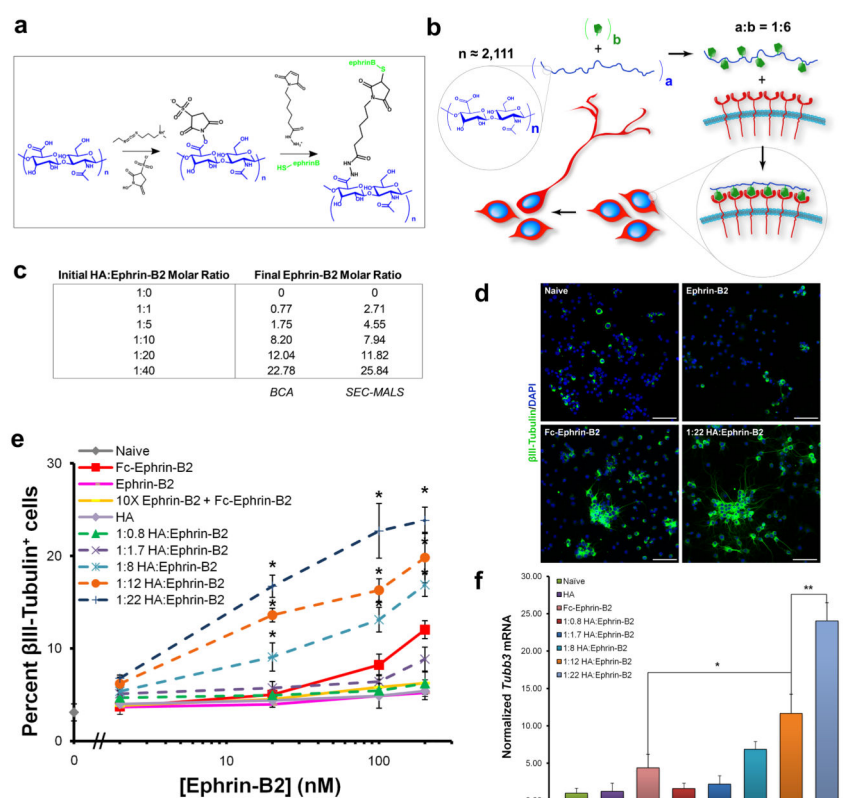 a
ephrinB
S
HS
ephrinB
n
n
n
b
b
+
a:b = 1:6
n ≈ 2,111
a
+
n
c
Initial HA:Ephrin-B2 Molar Ratio Final Ephrin-B2 Molar Ratio
1:0 0 0
1:1 0.77 2.71
1:5 1.75 4.55
1:10 8.20 7.94
1:20 12.04 11.82
1:40 22.78 25.84
BCA SEC-MALS
d
Naive
Ephrin-B2
Fc-Ephrin-B2
1:22 HA:Ephrin-B2
βIII-Tubulin/DAPI
e
Naive
Fc-Ephrin-B2
Ephrin-B2
10X Ephrin-B2 + Fc-Ephrin-B2
HA
1:0.8 HA:Ephrin-B2
1:1.7 HA:Ephrin-B2
1:8 HA:Ephrin-B2
1:12 HA:Ephrin-B2
1:22 HA:Ephrin-B2
Percent βIII-Tubulin⁺ cells
30
20
10
0
0 10 100
[Ephrin-B2] (nM)
f
Naive
HA
Fc-Ephrin-B2
1:0.8 HA:Ephrin-B2
1:1.7 HA:Ephrin-B2
1:8 HA:Ephrin-B2
1:12 HA:Ephrin-B2
1:22 HA:Ephrin-B2
Normalized Tubb3 mRNA
30.00
25.00
20.00
15.00
10.00
5.00
*
**